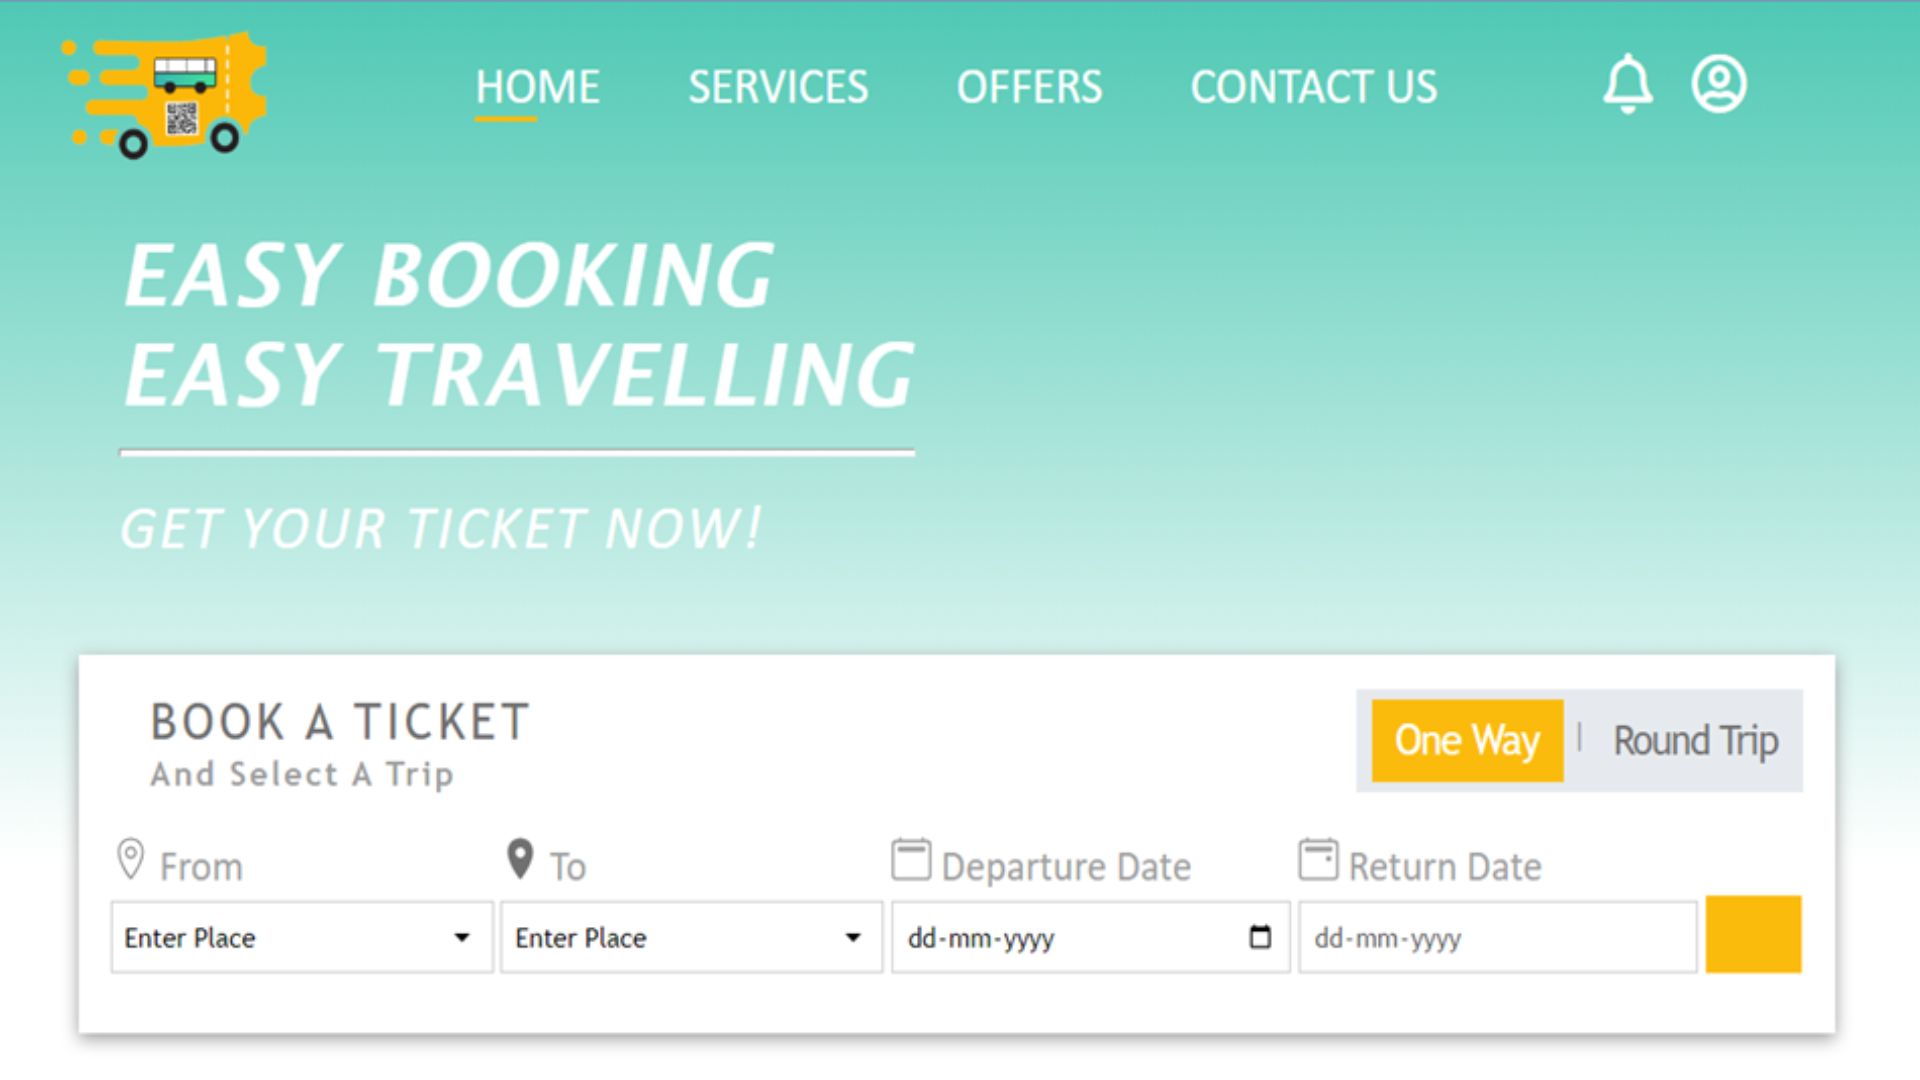 HOME SERVICES OFFERS CONTACT US
EASY BOOKING
EASY TRAVELLING
GET YOUR TICKET NOW!
BOOK A TICKET
And Select A Trip
One Way | Round Trip
From To Departure Date Return Date
Enter Place Enter Place dd-mm-yyyy dd-mm-yyyy